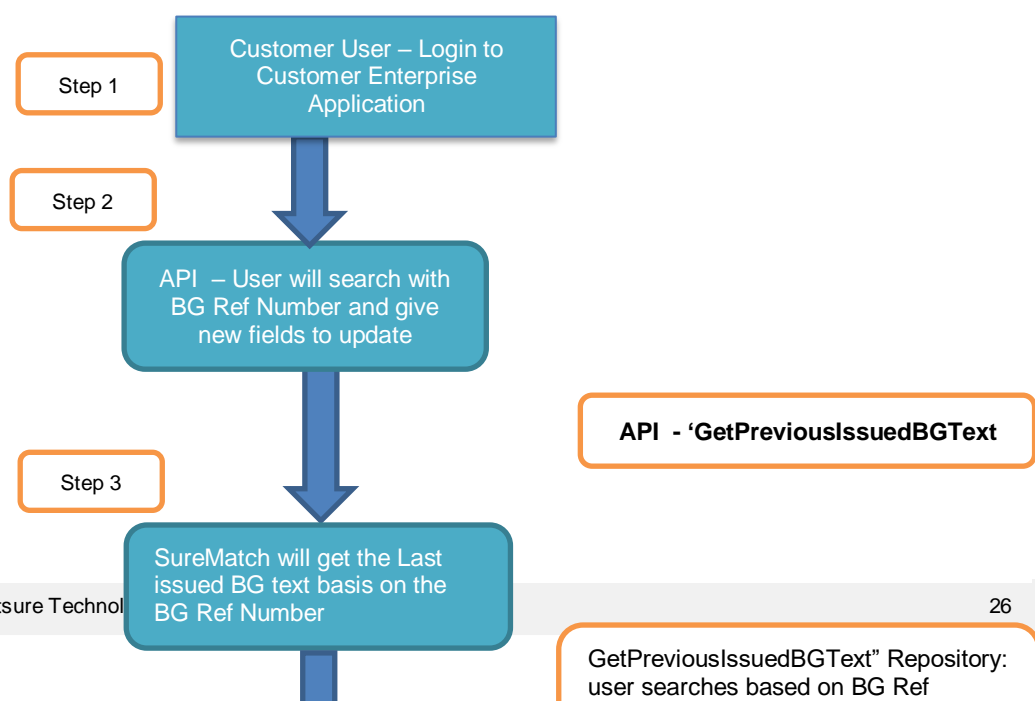 Customer User – Login to
Customer Enterprise
Application
Step 1
Step 2
API – User will search with
BG Ref Number and give
new fields to update
API - ‘GetPreviousIssuedBGText
Step 3
SureMatch will get the Last
issued BG text basis on the
BG Ref Number
26
GetPreviousIssuedBGText” Repository:
user searches based on BG Ref